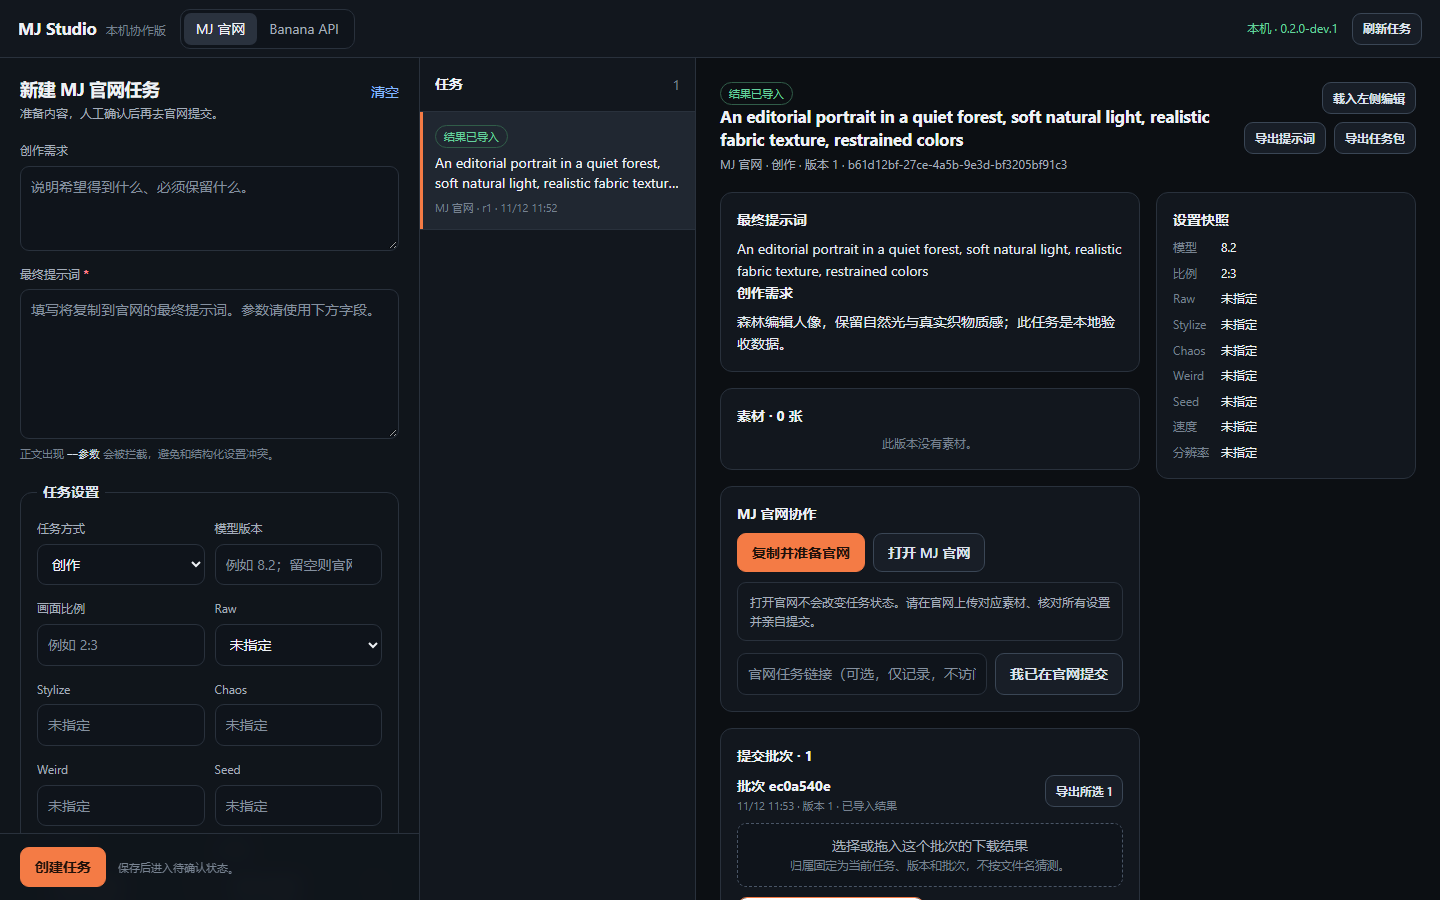 MJ Studio 本机协作版 MJ 官网 Banana API 本机 · 0.2.0-dev.1 刷新任务
新建 MJ 官网任务 清空
准备内容，人工确认后再去官网提交。
创作需求
说明希望得到什么、必须保留什么。
最终提示词 *
填写将复制到官网的最终提示词。参数请使用下方字段。
正文出现 --参数 会被拦截，避免和结构化设置冲突。
任务设置
任务方式 模型版本
创作 例如 8.2；留空则官网
画面比例 Raw
例如 2:3 未指定
Stylize Chaos
未指定 未指定
Weird Seed
未指定 未指定
创建任务 保存后进入待确认状态。
任务 1
结果已导入
An editorial portrait in a quiet forest,
soft natural light, realistic fabric textur...
MJ 官网 · r1 · 11/12 11:52
结果已导入
An editorial portrait in a quiet forest, soft natural light, realistic
fabric texture, restrained colors
MJ 官网 · 创作 · 版本 1 · b61d12bf-27ce-4a5b-9e3d-bf3205bf91c3
载入左侧编辑
导出提示词 导出任务包
最终提示词
An editorial portrait in a quiet forest, soft natural light, realistic
fabric texture, restrained colors
创作需求
森林编辑人像，保留自然光与真实织物质感；此任务是本地验
收数据。
素材 · 0 张
此版本没有素材。
MJ 官网协作
复制并准备官网 打开 MJ 官网
打开官网不会改变任务状态。请在官网上传对应素材、核对所有设置
并亲自提交。
官网任务链接（可选，仅记录，不访问 我已在官网提交
提交批次 · 1
批次 ec0a540e 导出所选 1
11/12 11:53 · 版本 1 · 已导入结果
选择或拖入这个批次的下载结果
归属固定为当前任务、版本和批次，不按文件名猜测。
设置快照
模型 8.2
比例 2:3
Raw 未指定
Stylize 未指定
Chaos 未指定
Weird 未指定
Seed 未指定
速度 未指定
分辨率 未指定